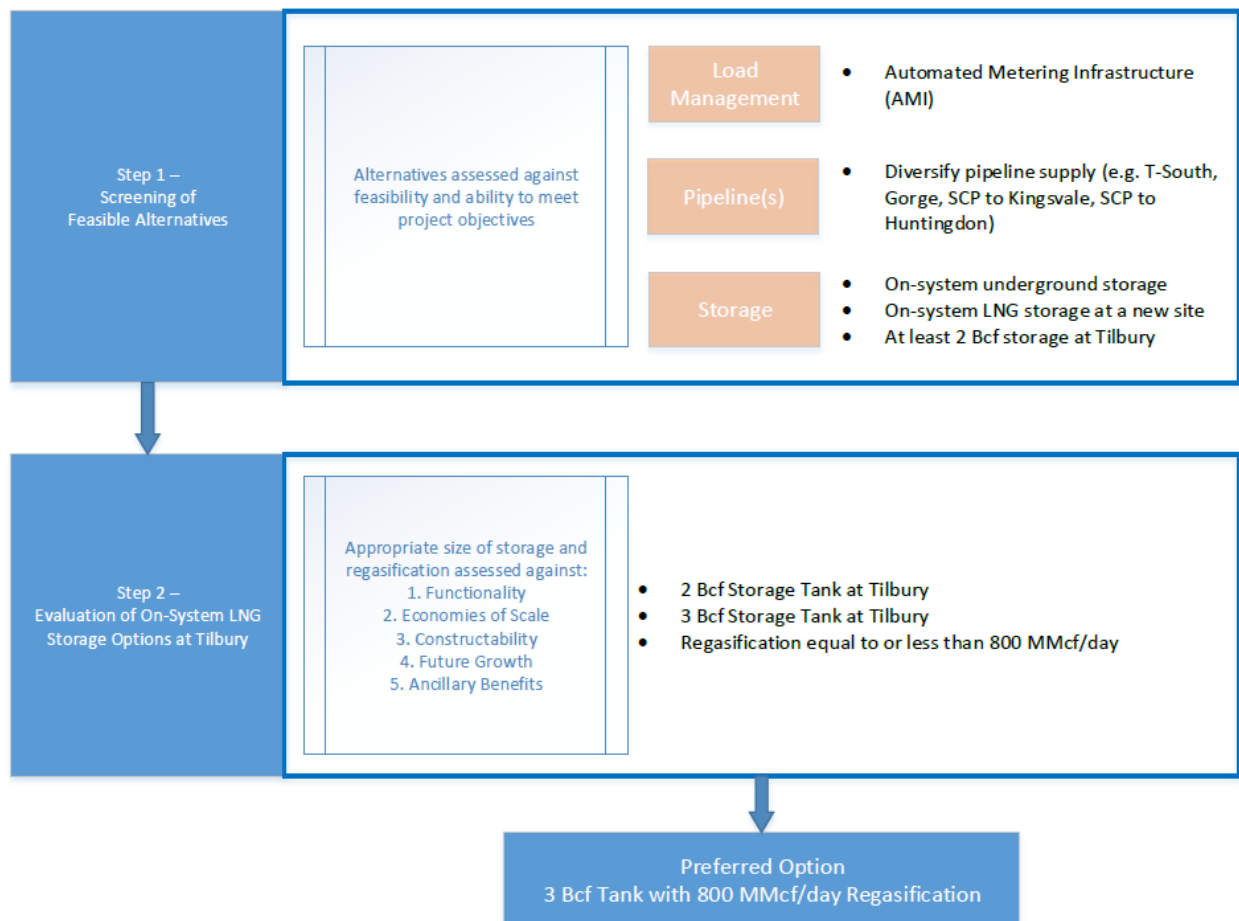 Step 1 –
Screening of
Feasible Alternatives
Alternatives assessed against
feasibility and ability to meet
project objectives
Load
Management
• Automated Metering Infrastructure
(AMI)
Pipeline(s)
• Diversify pipeline supply (e.g. T-South,
Gorge, SCP to Kingsvale, SCP to
Huntingdon)
Storage
• On-system underground storage
• On-system LNG storage at a new site
• At least 2 Bcf storage at Tilbury
Step 2 –
Evaluation of On-System LNG
Storage Options at Tilbury
Appropriate size of storage and
regasification assessed against:
1. Functionality
2. Economies of Scale
3. Constructability
4. Future Growth
5. Ancillary Benefits
• 2 Bcf Storage Tank at Tilbury
• 3 Bcf Storage Tank at Tilbury
• Regasification equal to or less than 800 MMcf/day
Preferred Option
3 Bcf Tank with 800 MMcf/day Regasification